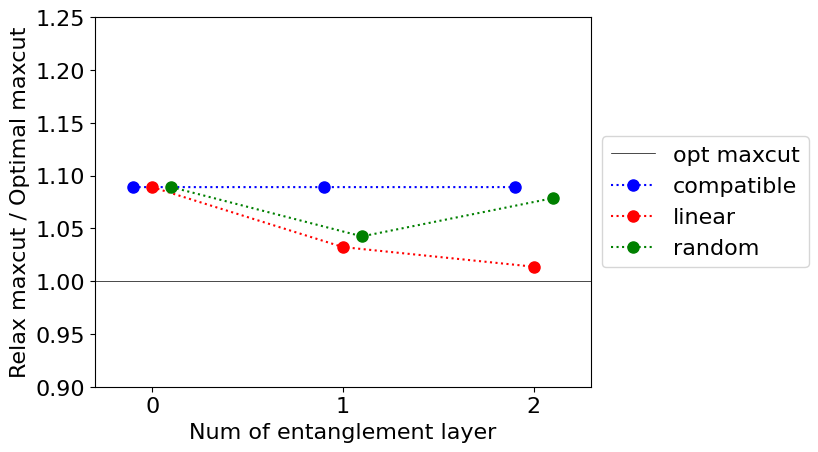 Relax maxcut / Optimal maxcut
1.25
1.20
1.15
1.10
1.05
1.00
0.95
0.90
0
1
2
Num of entanglement layer
opt maxcut
compatible
linear
random